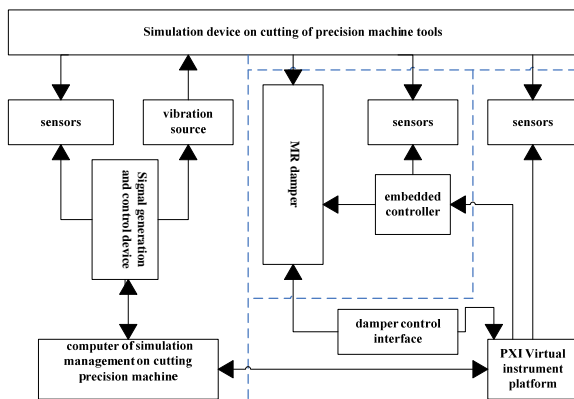 Simulation device on cutting of precision machine tools
sensors
vibration
source
MR damper
sensors
sensors
Signal generation
and control device
embedded
controller
damper control
interface
computer of simulation
management on cutting
precision machine
PXI Virtual
instrument
platform